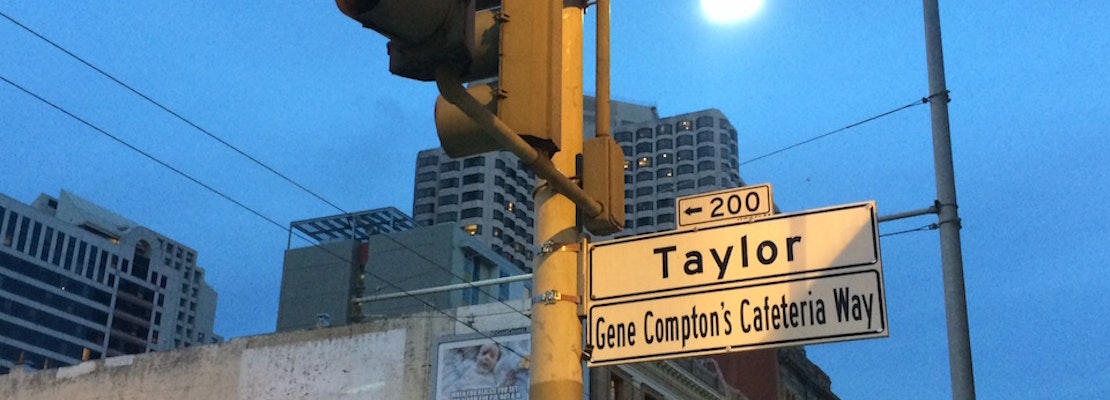 ← 200
Taylor
Gene Compton's Cafeteria Way